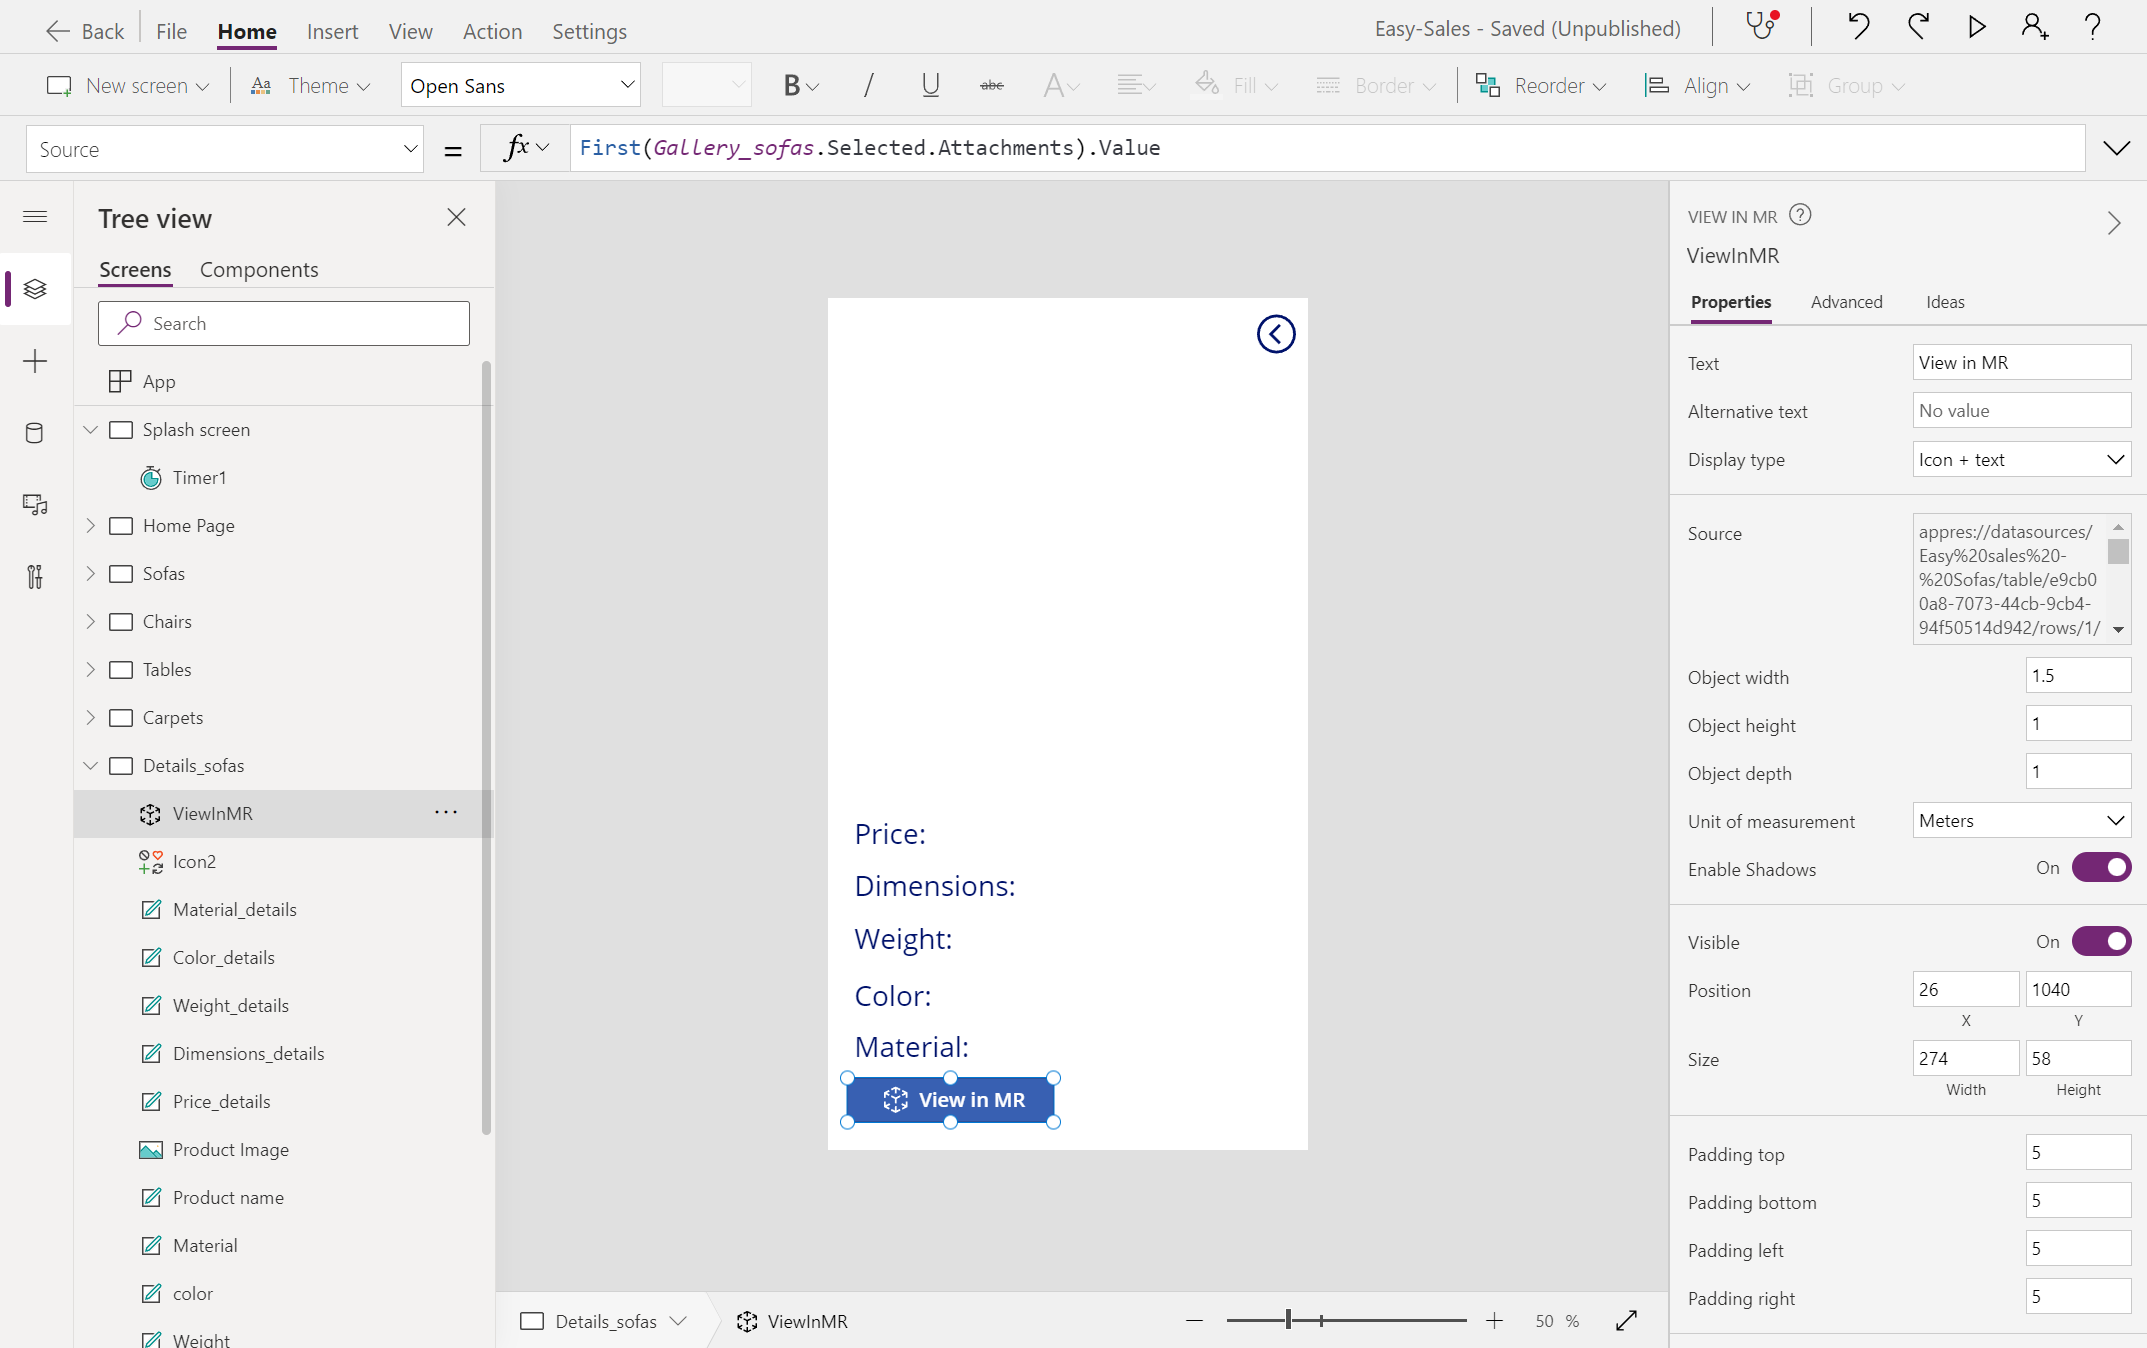 Back File Home Insert View Action Settings Easy-Sales - Saved (Unpublished)
New screen Aa Theme Open Sans B / U abc A Fill Border Reorder Align Group
Source = fx First(Gallery_sofas.Selected.Attachments).Value
Tree view
Screens Components
Search
App
Splash screen
Timer1
Home Page
Sofas
Chairs
Tables
Carpets
Details_sofas
ViewInMR ...
Icon2
Material_details
Color_details
Weight_details
Dimensions_details
Price_details
Product Image
Product name
Material
color
Weight
Price:
Dimensions:
Weight:
Color:
Material:
View in MR
Details_sofas ViewInMR 50 %
VIEW IN MR ?
ViewInMR
Properties Advanced Ideas
Text View in MR
Alternative text No value
Display type Icon + text
Source appres://datasources/
Easy%20sales%20-
%20Sofas/table/e9cb0
0a8-7073-44cb-9cb4-
94f50514d942/rows/1/
Object width 1.5
Object height 1
Object depth 1
Unit of measurement Meters
Enable Shadows On
Visible On
Position 26 1040
X Y
Size 274 58
Width Height
Padding top 5
Padding bottom 5
Padding left 5
Padding right 5